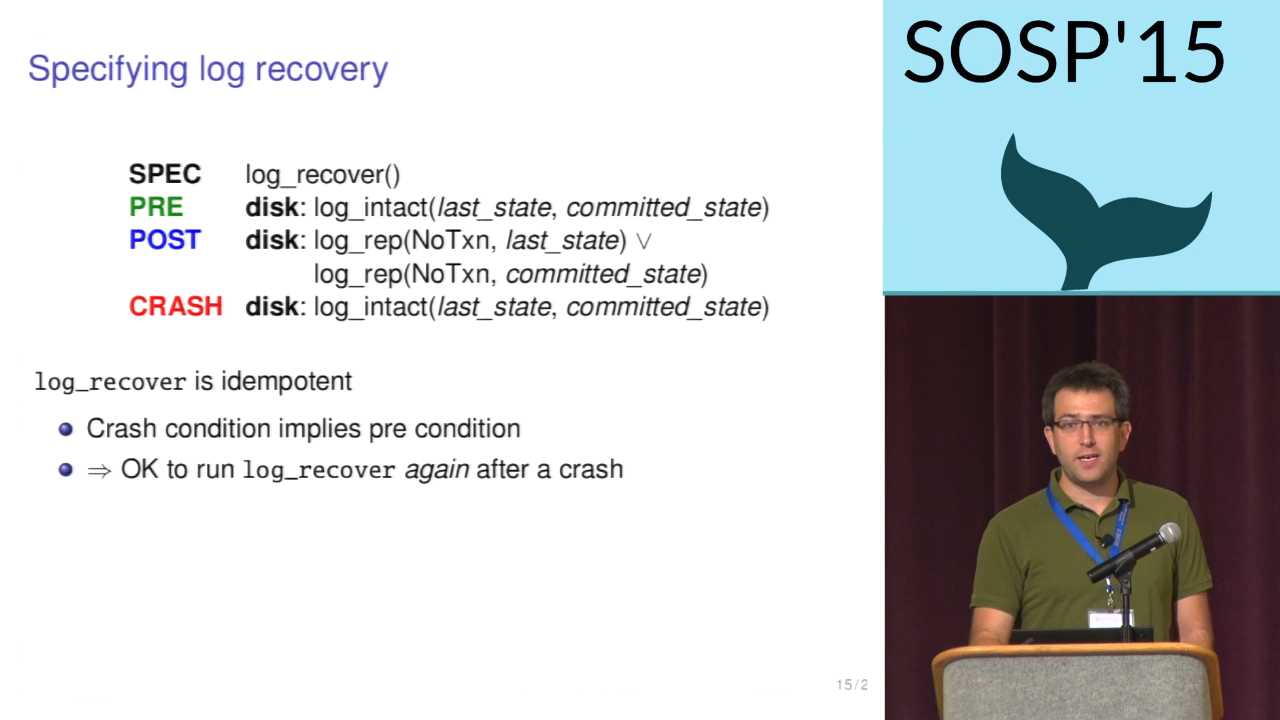 Specifying log recovery
SPEC log_recover()
PRE disk: log_intact(last_state, committed_state)
POST disk: log_rep(NoTxn, last_state) ∨
log_rep(NoTxn, committed_state)
CRASH disk: log_intact(last_state, committed_state)
log_recover is idempotent
Crash condition implies pre condition
⇒ OK to run log_recover again after a crash
15/2
SOSP'15